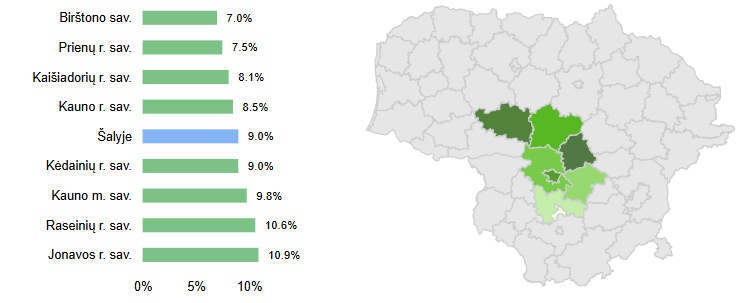 Birštono sav. 7.0%
Prienų r. sav. 7.5%
Kaišiadorių r. sav. 8.1%
Kauno r. sav. 8.5%
Šalyje 9.0%
Kėdainių r. sav. 9.0%
Kauno m. sav. 9.8%
Raseinių r. sav. 10.6%
Jonavos r. sav. 10.9%
0% 5% 10%